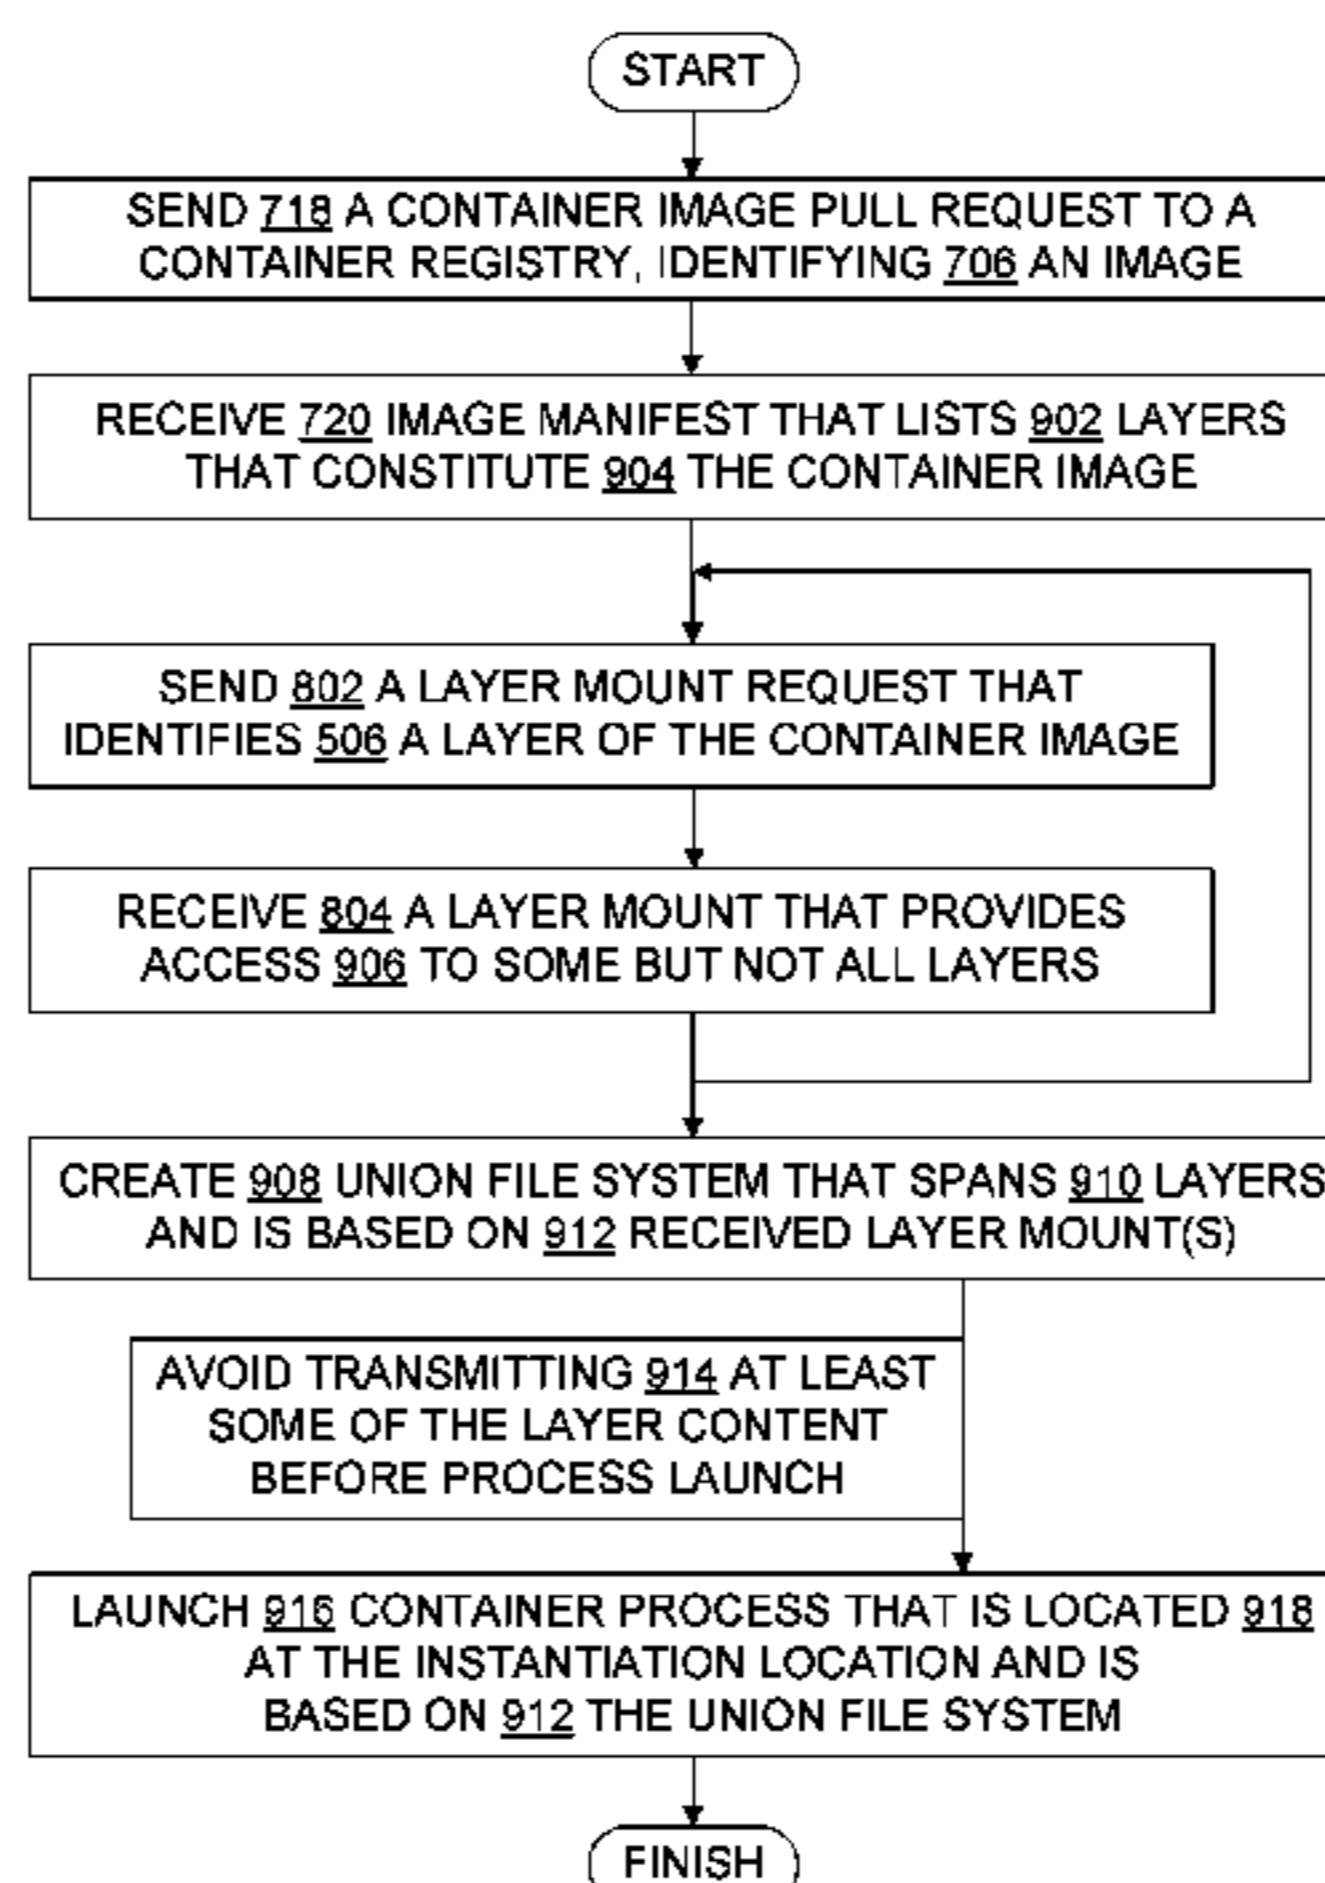 START
SEND 718 A CONTAINER IMAGE PULL REQUEST TO A
CONTAINER REGISTRY, IDENTIFYING 706 AN IMAGE
RECEIVE 720 IMAGE MANIFEST THAT LISTS 902 LAYERS
THAT CONSTITUTE 904 THE CONTAINER IMAGE
SEND 802 A LAYER MOUNT REQUEST THAT
IDENTIFIES 506 A LAYER OF THE CONTAINER IMAGE
RECEIVE 804 A LAYER MOUNT THAT PROVIDES
ACCESS 906 TO SOME BUT NOT ALL LAYERS
CREATE 908 UNION FILE SYSTEM THAT SPANS 910 LAYERS
AND IS BASED ON 912 RECEIVED LAYER MOUNT(S)
AVOID TRANSMITTING 914 AT LEAST
SOME OF THE LAYER CONTENT
BEFORE PROCESS LAUNCH
LAUNCH 916 CONTAINER PROCESS THAT IS LOCATED 918
AT THE INSTANTIATION LOCATION AND IS
BASED ON 912 THE UNION FILE SYSTEM
FINISH